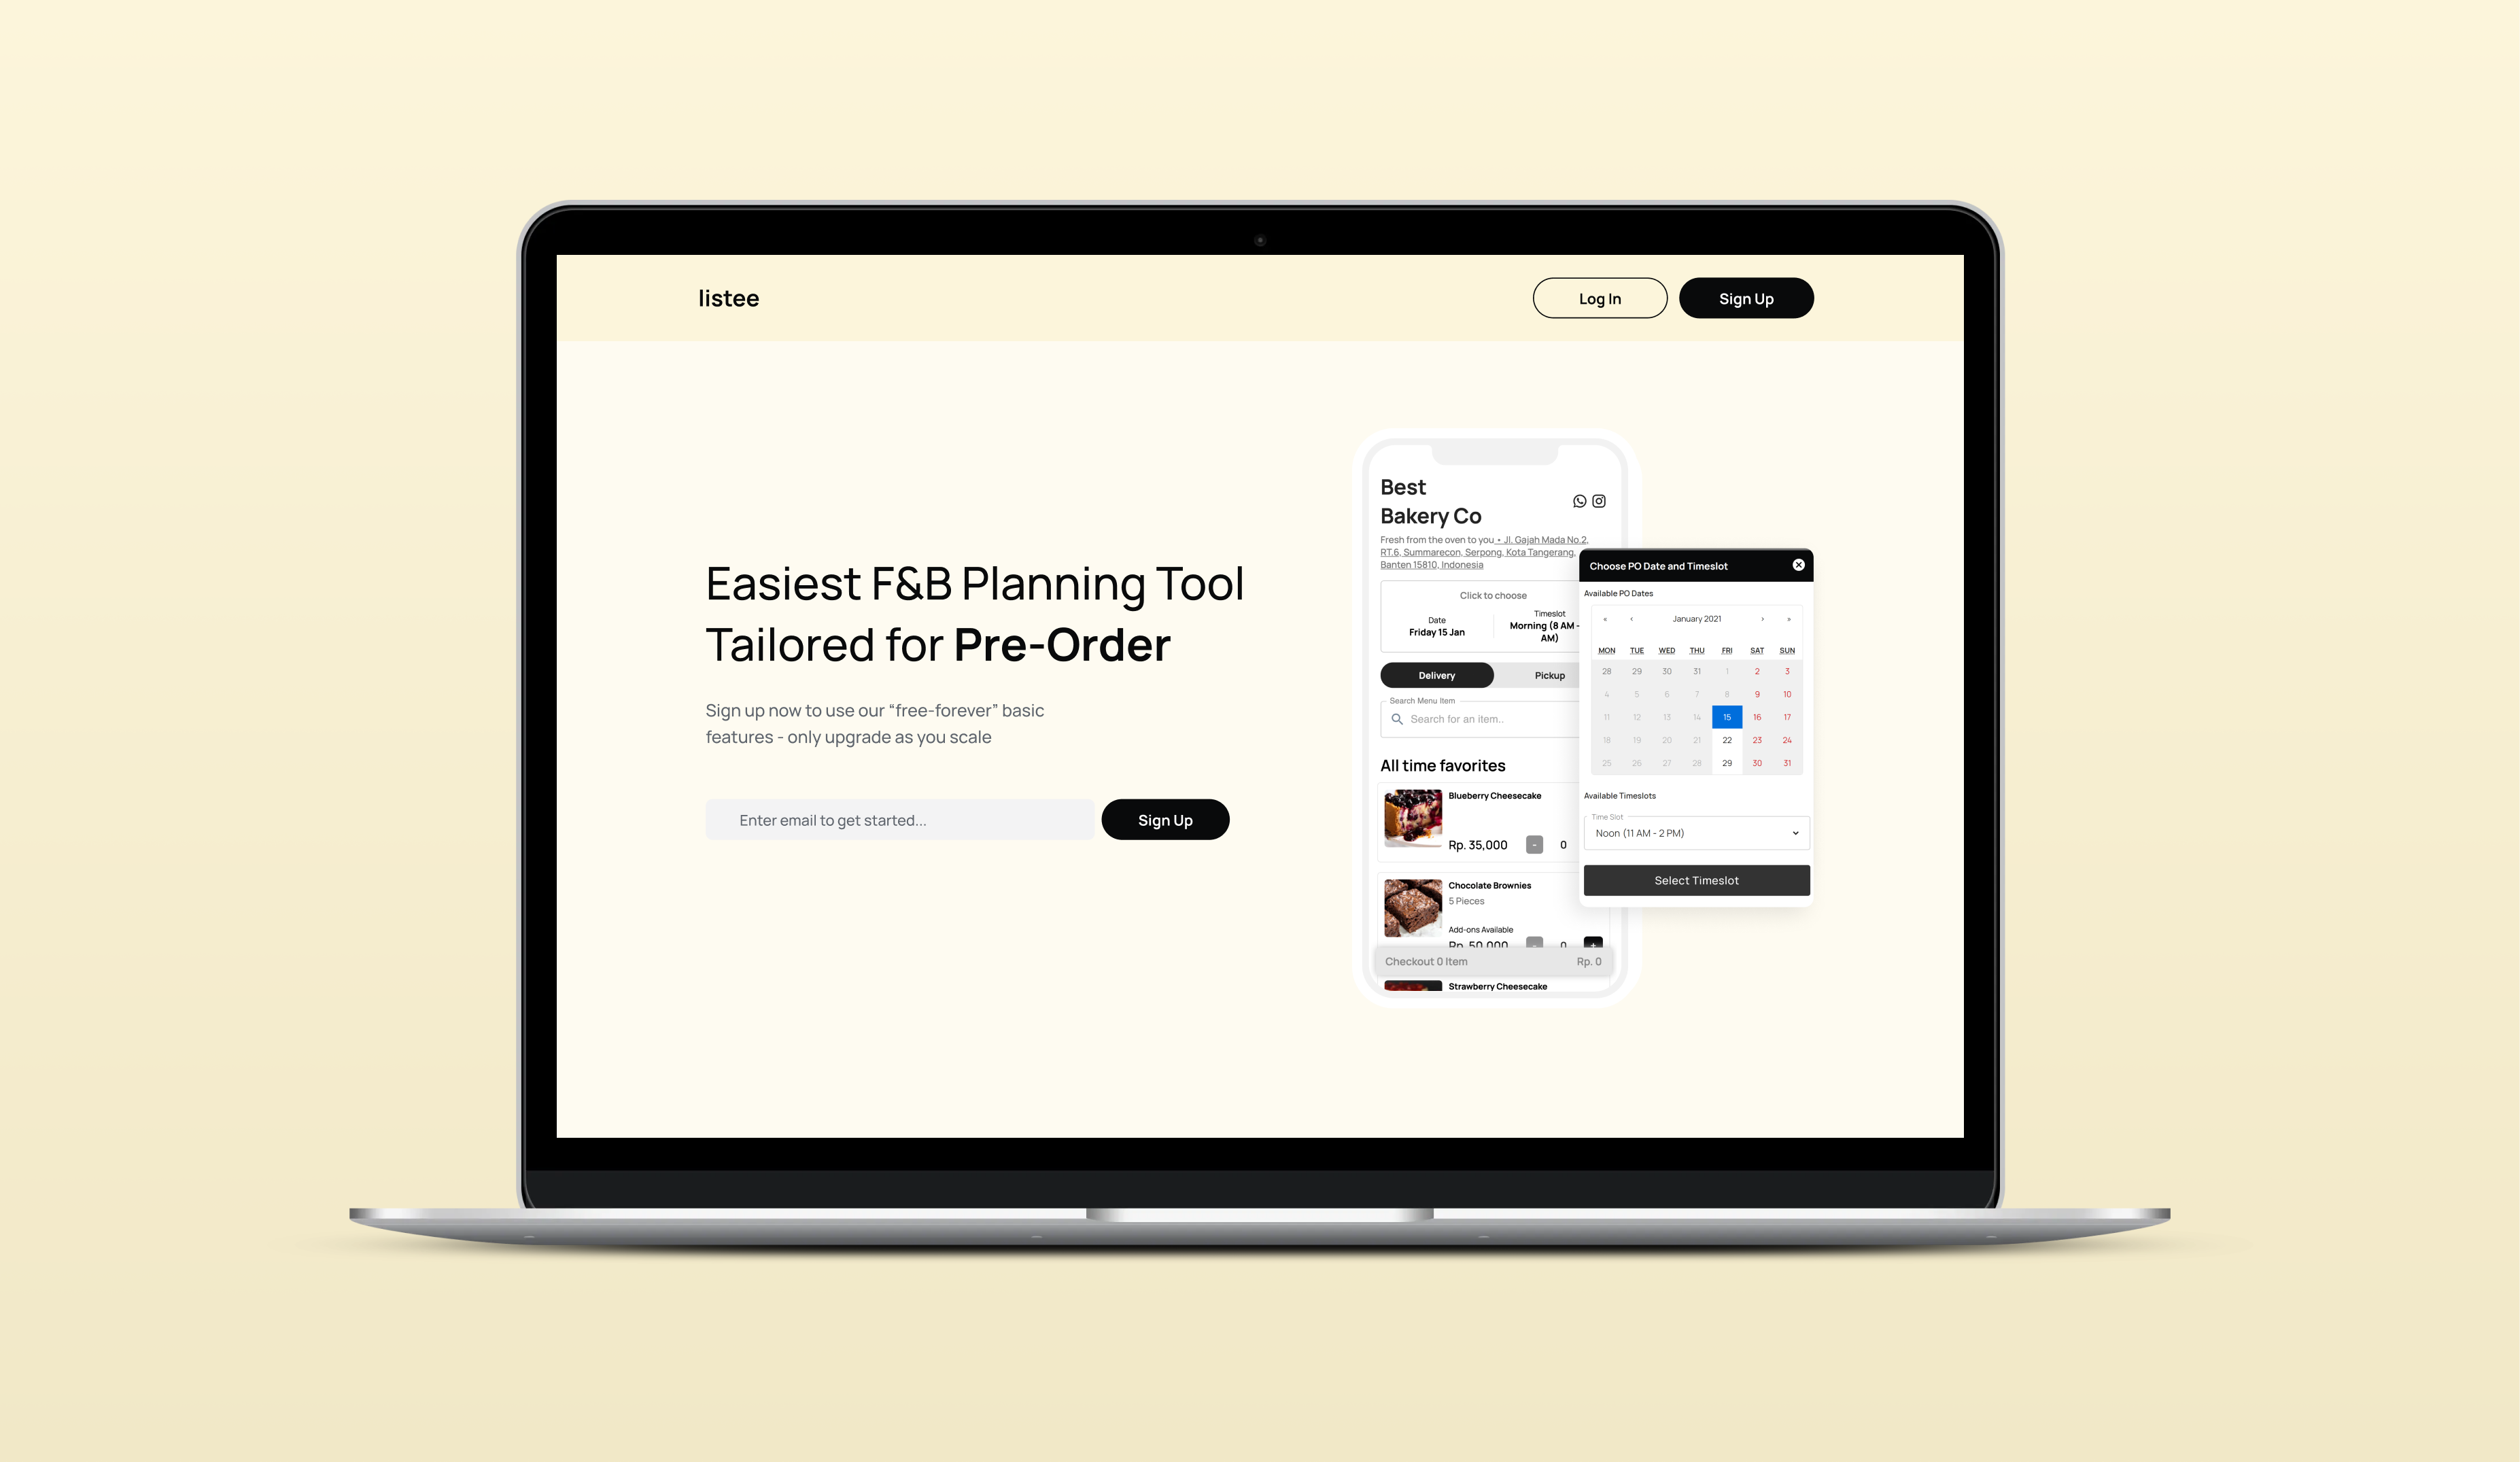 listee
Log In
Sign Up
Easiest F&B Planning Tool
Tailored for Pre-Order
Sign up now to use our “free-forever” basic
features - only upgrade as you scale
Enter email to get started...
Sign Up
Best
Bakery Co
Fresh from the oven to you • Jl. Gajah Mada No.2,
RT.6, Summarecon, Serpong, Kota Tangerang,
Banten 15810, Indonesia
Click to choose
Date
Friday 15 Jan
Timeslot
Morning (8 AM -
AM)
Delivery
Pickup
Search Menu Item
Search for an item..
All time favorites
Blueberry Cheesecake
Rp. 35,000
- 0
Chocolate Brownies
5 Pieces
Add-ons Available
Rp. 50,000
- 0 +
Checkout 0 Item Rp. 0
Strawberry Cheesecake
Choose PO Date and Timeslot
Available PO Dates
« ‹ January 2021 › »
MON TUE WED THU FRI SAT SUN
28 29 30 31 1 2 3
4 5 6 7 8 9 10
11 12 13 14 15 16 17
18 19 20 21 22 23 24
25 26 27 28 29 30 31
Available Timeslots
Time Slot
Noon (11 AM - 2 PM)
Select Timeslot